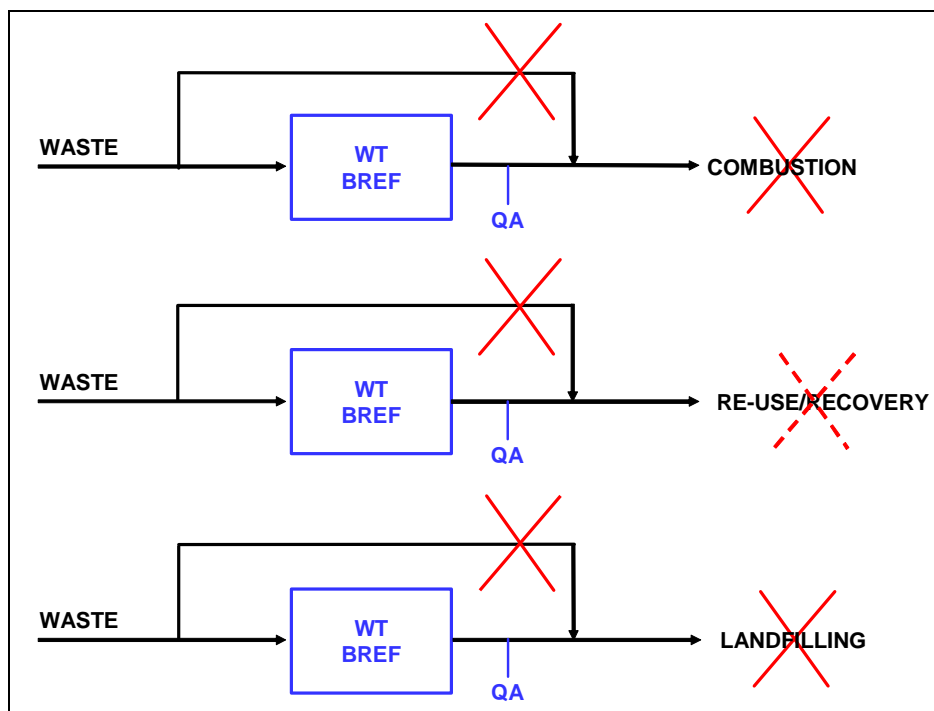 WASTE
WT
BREF
QA
COMBUSTION
WASTE
WT
BREF
QA
RE-USE/RECOVERY
WASTE
WT
BREF
QA
LANDFILLING